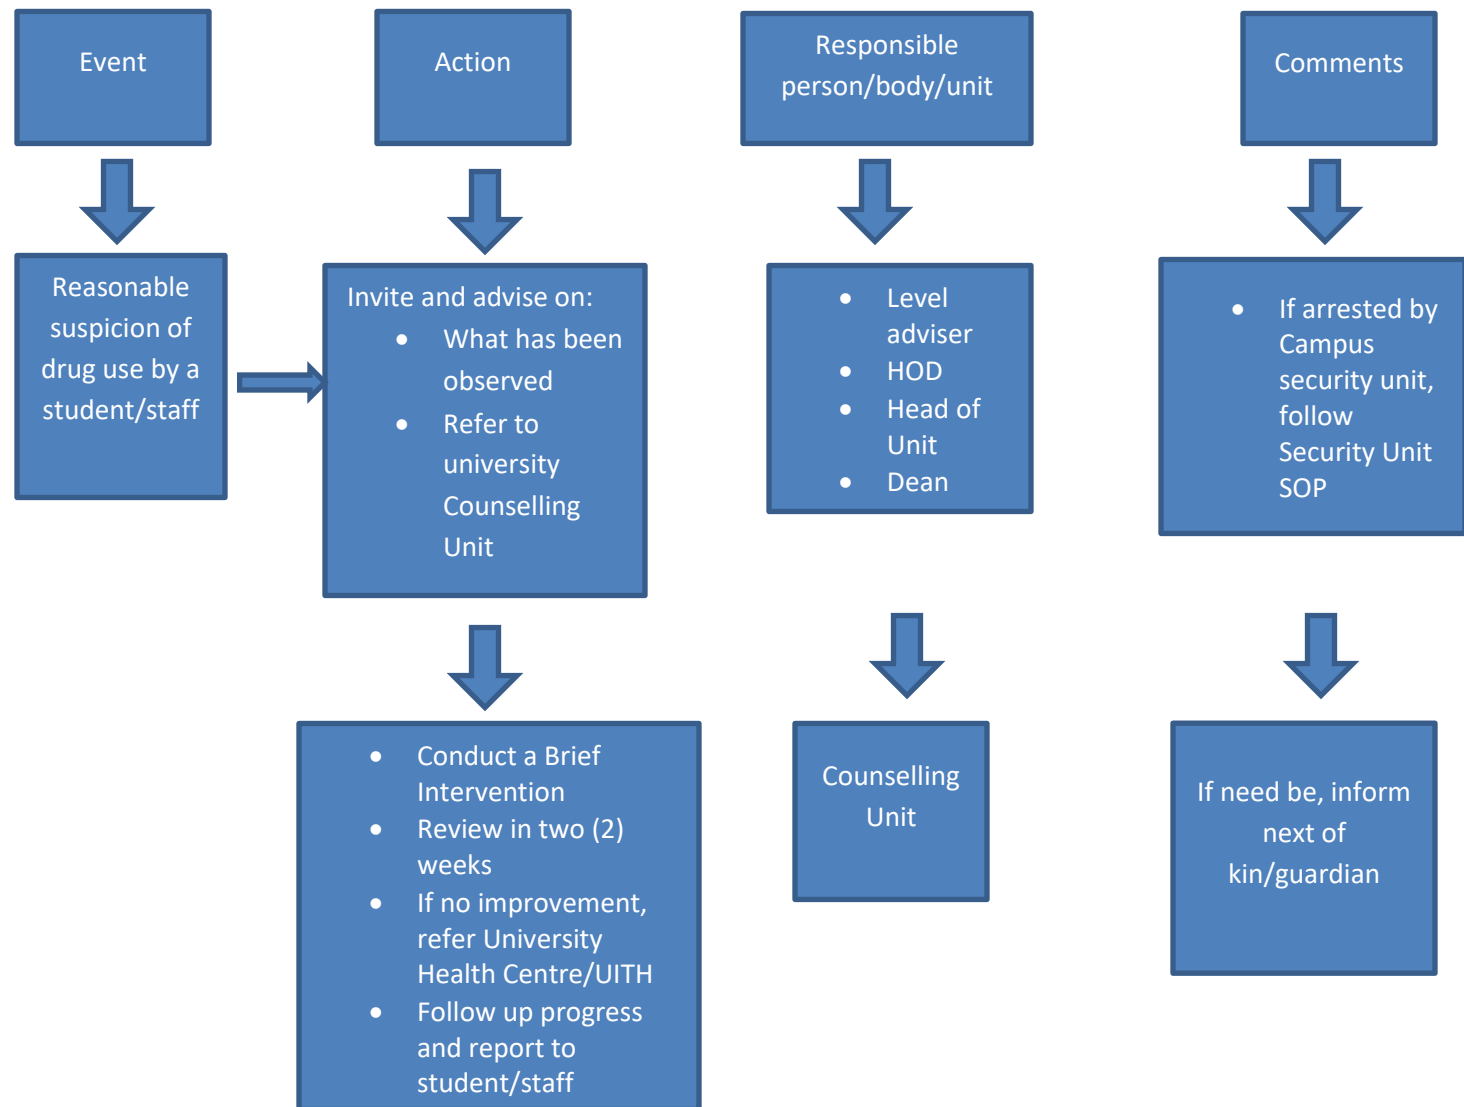 Event
Action
Responsible
person/body/unit
Comments
Reasonable
suspicion of
drug use by a
student/staff
Invite and advise on:
• What has been
observed
• Refer to
university
Counselling
Unit
• Level
adviser
• HOD
• Head of
Unit
• Dean
• If arrested by
Campus
security unit,
follow
Security Unit
SOP
• Conduct a Brief
Intervention
• Review in two (2)
weeks
• If no improvement,
refer University
Health Centre/UITH
• Follow up progress
and report to
student/staff
Counselling
Unit
If need be, inform
next of
kin/guardian